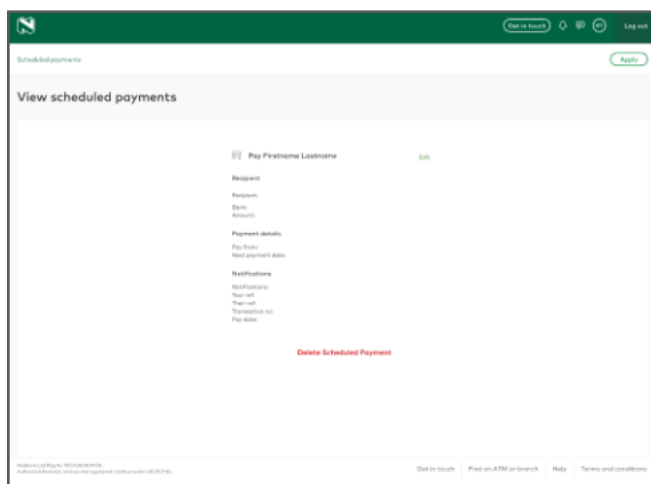 Get in touch
Log out
Scheduled payments
Apply
View scheduled payments
Pay Firstname Lastname
Edit
Recipient
Recipient:
Bank:
Amount:
Payment details
Pay from:
Next payment date:
Notifications
Notifications:
Your ref:
Their ref:
Transaction no:
Pay date:
Delete Scheduled Payment
Get in touch
Find an ATM or branch
Help
Terms and conditions